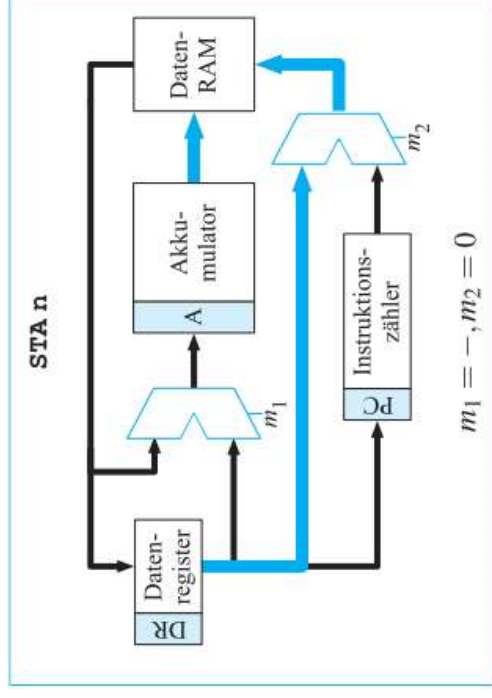 STA n
DR
Daten-
register
m₁
A
Akku-
mulator
Daten-
RAM
PC
Instruktions-
zähler
m₂
m₁ = −, m₂ = 0